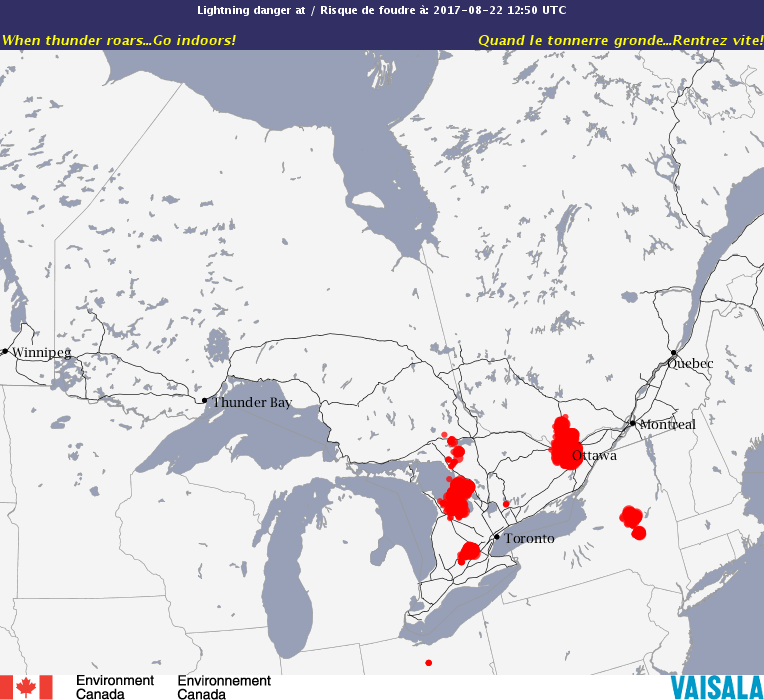 Lightning danger at / Risque de foudre à: 2017-08-22 12:50 UTC
When thunder roars...Go indoors!
Quand le tonnerre gronde...Rentrez vite!
Winnipeg
Quebec
Thunder Bay
Montreal
Ottawa
Toronto
Environment
Canada
Environnement
Canada
VAISALA